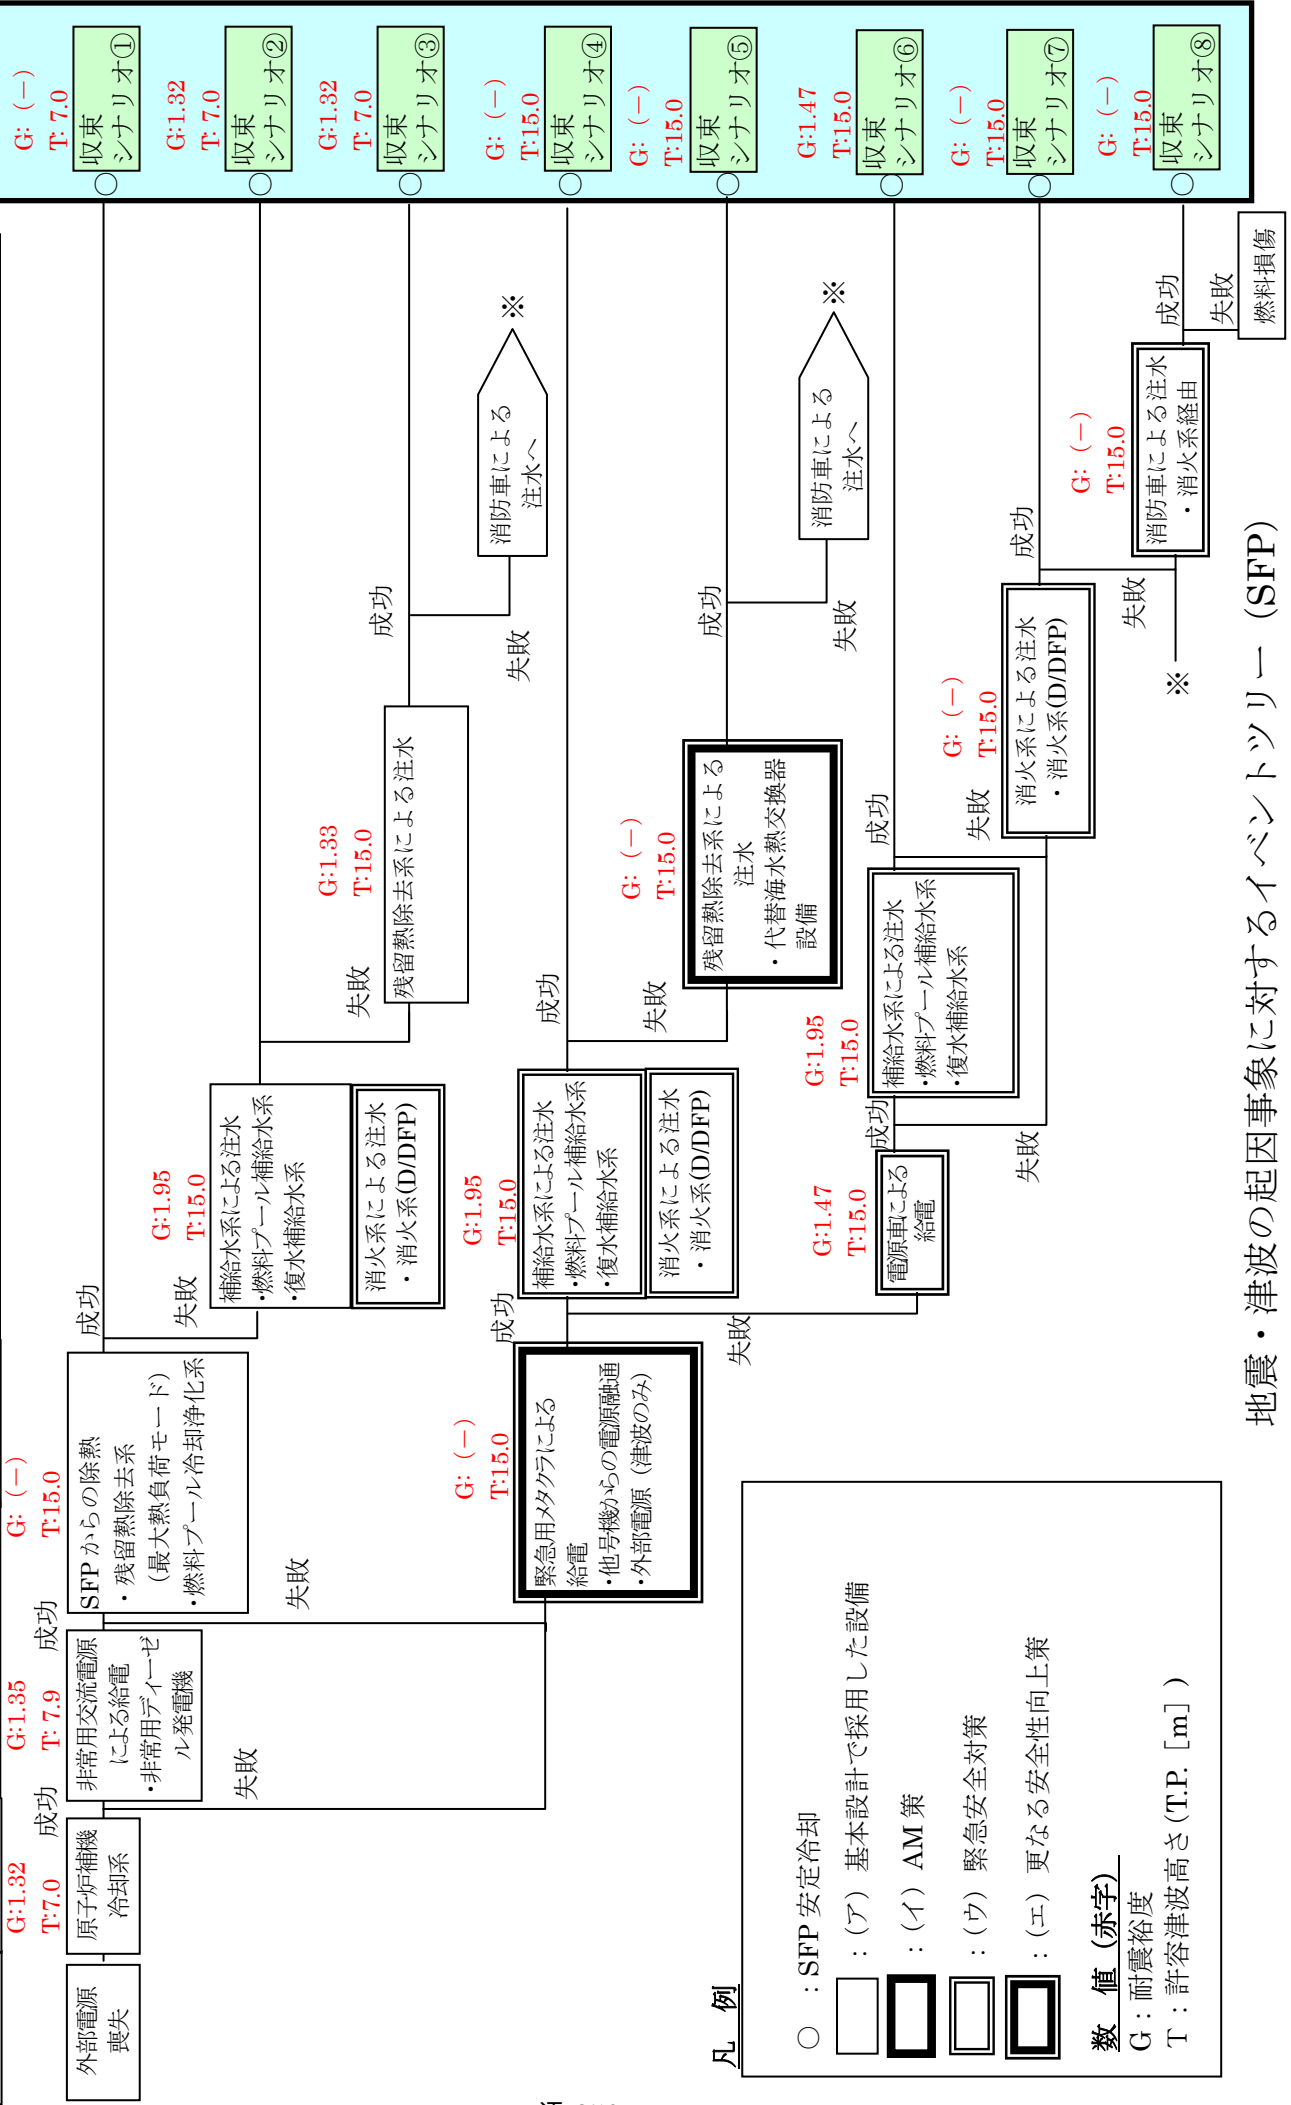 外部電源
喪失
G:1.32
T:7.0
原子炉補機
冷却系
成功
失敗
G:1.35
T: 7.9
非常用交流電源
による給電
・非常用ディーゼ
ル発電機
成功
失敗
G:（－）
T:15.0
SFP からの除熱
・残留熱除去系
（最大熱負荷モード）
・燃料プール冷却浄化系
成功
失敗
G:（－）
T: 7.0
収束
シナリオ①
G:1.95
T:15.0
補給水系による注水
・燃料プール補給水系
・復水補給水系
消火系による注水
・消火系(D/DFP)
G:1.32
T: 7.0
収束
シナリオ②
失敗
G:1.33
T:15.0
残留熱除去系による注水
成功
失敗
消防車による
注水へ
※
G:1.32
T: 7.0
収束
シナリオ③
G:（－）
T:15.0
緊急用メタクラによる
給電
・他号機からの電源融通
・外部電源（津波のみ）
成功
失敗
G:1.95
T:15.0
補給水系による注水
・燃料プール補給水系
・復水補給水系
消火系による注水
・消火系(D/DFP)
成功
失敗
G:（－）
T:15.0
収束
シナリオ④
G:（－）
T:15.0
残留熱除去系による
注水
・代替海水熱交換器
設備
成功
失敗
消防車による
注水へ
※
G:（－）
T:15.0
収束
シナリオ⑤
G:1.47
T:15.0
電源車による
給電
成功
失敗
G:1.95
T:15.0
補給水系による注水
・燃料プール補給水系
・復水補給水系
成功
失敗
G:1.47
T:15.0
収束
シナリオ⑥
G:（－）
T:15.0
消火系による注水
・消火系(D/DFP)
成功
失敗
G:（－）
T:15.0
収束
シナリオ⑦
※
G:（－）
T:15.0
消防車による注水
・消火系経由
成功
失敗
G:（－）
T:15.0
収束
シナリオ⑧
燃料損傷
凡　例
○　：SFP 安定冷却
：（ア）基本設計で採用した設備
：（イ）AM 策
：（ウ）緊急安全対策
：（エ）更なる安全性向上策
数　値（赤字）
G：耐震裕度
T：許容津波高さ(T.P.［m］)
地震・津波の起因事象に対するイベントツリー（SFP）